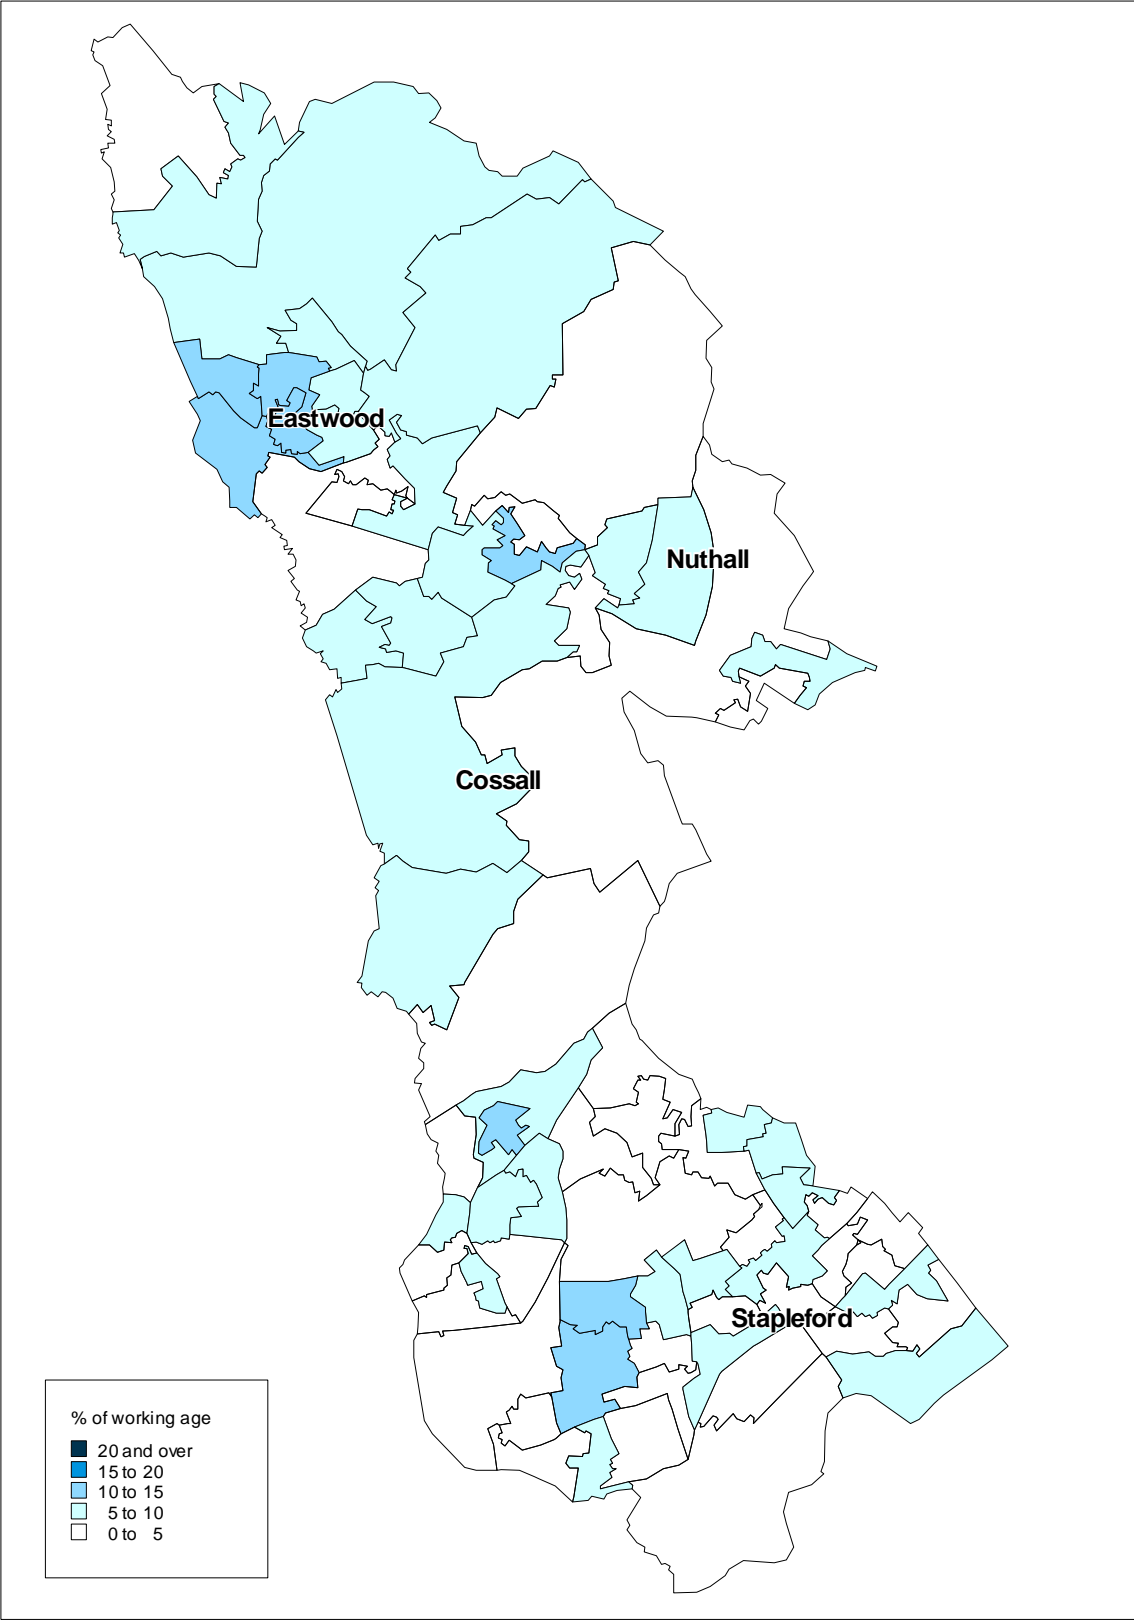 Eastwood
Nuthall
Cossall
Stapleford
% of working age
20 and over
15 to 20
10 to 15
5 to 10
0 to 5